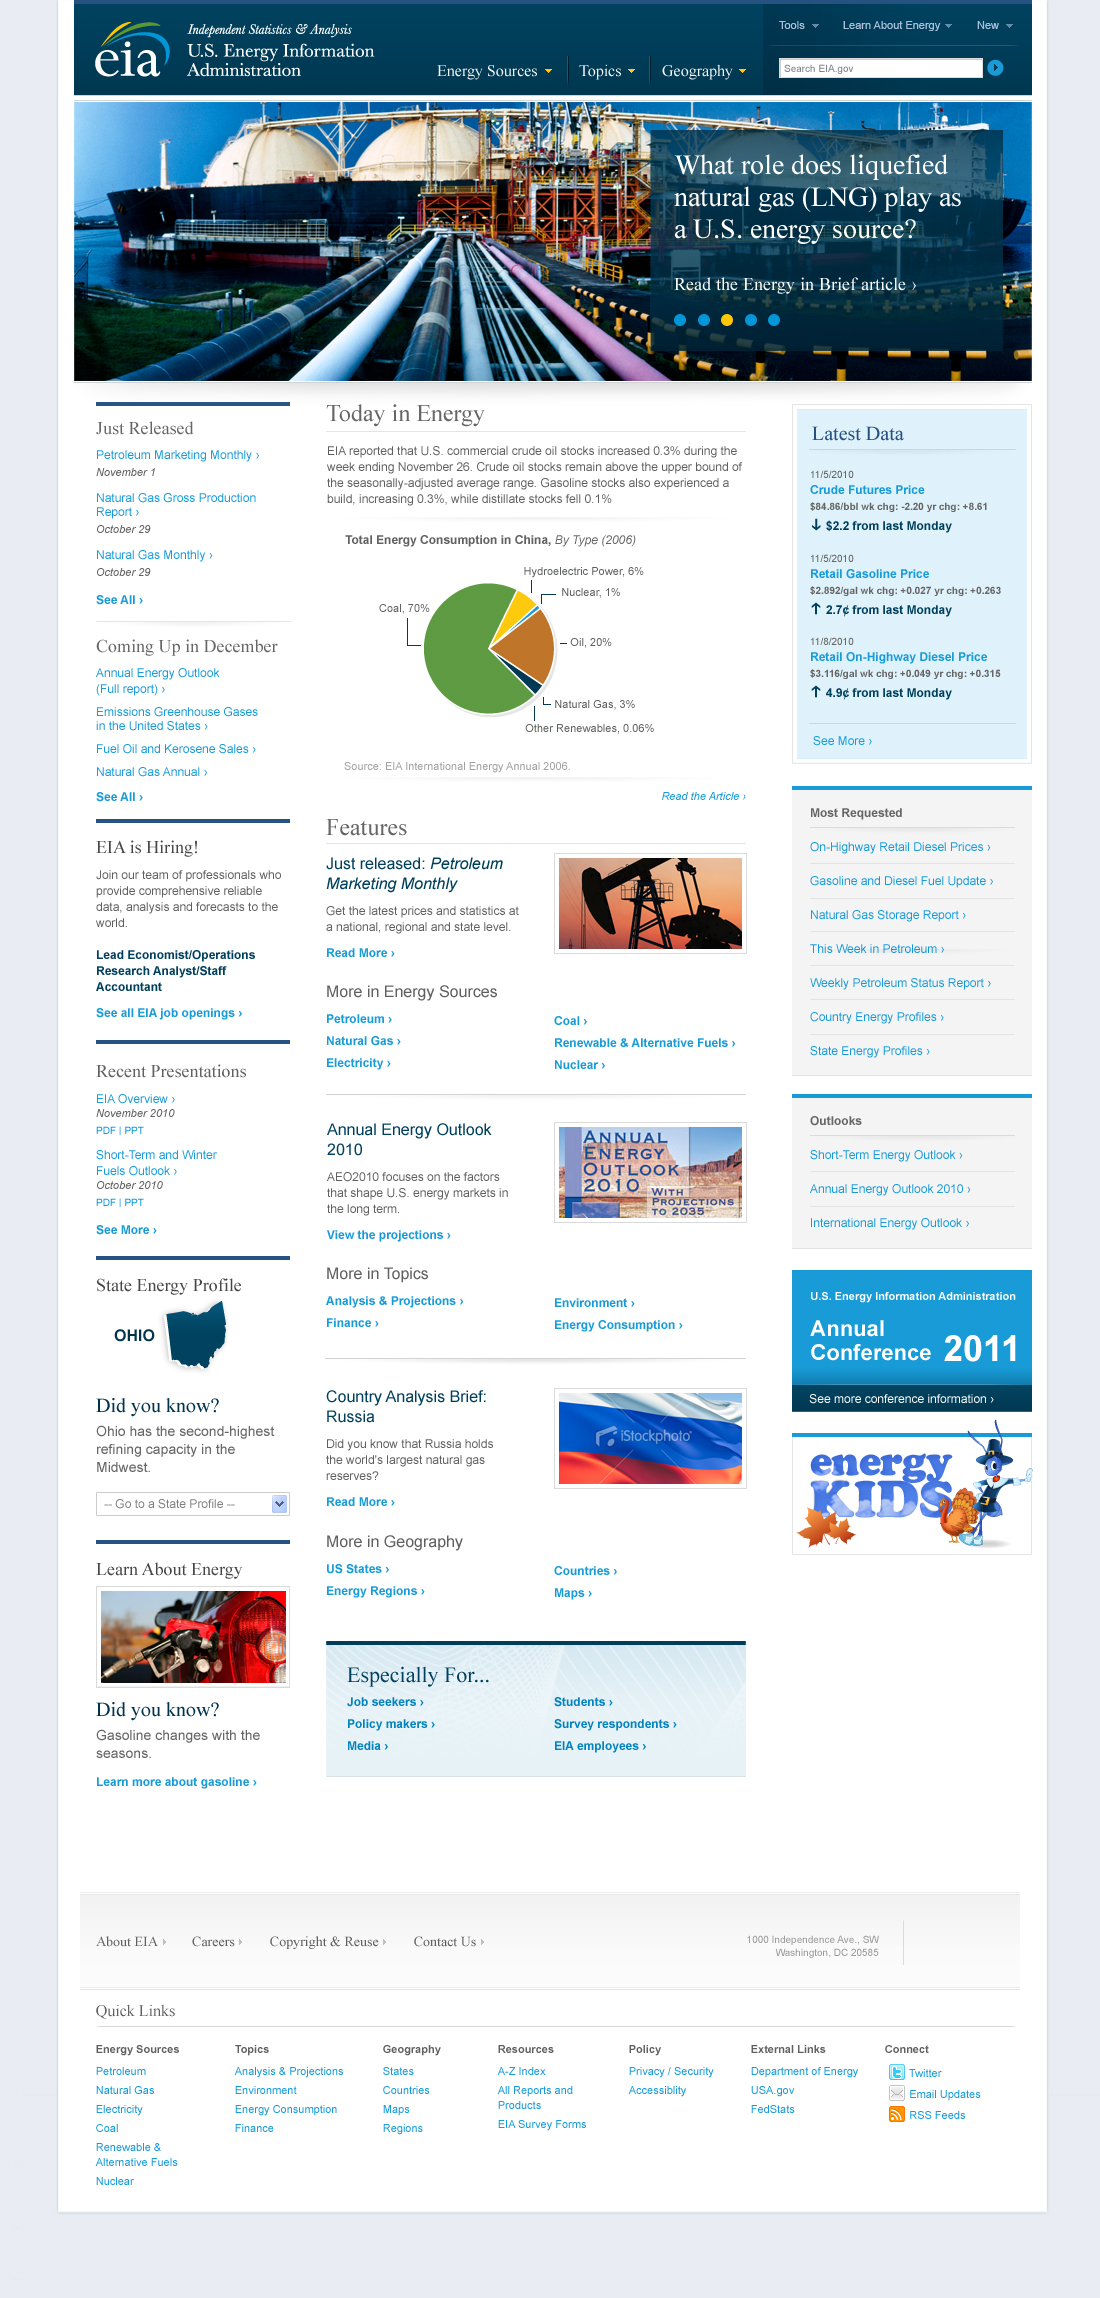 eia
Independent Statistics & Analysis
U.S. Energy Information
Administration
Energy Sources
Topics
Geography
Tools
Learn About Energy
New
Search EIA.gov
What role does liquefied
natural gas (LNG) play as
a U.S. energy source?
Read the Energy in Brief article ›
Just Released
Petroleum Marketing Monthly ›
November 1
Natural Gas Gross Production
Report ›
October 29
Natural Gas Monthly ›
October 29
See All ›
Coming Up in December
Annual Energy Outlook
(Full report) ›
Emissions Greenhouse Gases
in the United States ›
Fuel Oil and Kerosene Sales ›
Natural Gas Annual ›
See All ›
EIA is Hiring!
Join our team of professionals who
provide comprehensive reliable
data, analysis and forecasts to the
world.
Lead Economist/Operations
Research Analyst/Staff
Accountant
See all EIA job openings ›
Recent Presentations
EIA Overview ›
November 2010
PDF | PPT
Short-Term and Winter
Fuels Outlook ›
October 2010
PDF | PPT
See More ›
State Energy Profile
OHIO
Did you know?
Ohio has the second-highest
refining capacity in the
Midwest.
-- Go to a State Profile --
Learn About Energy
Did you know?
Gasoline changes with the
seasons.
Learn more about gasoline ›
Today in Energy
EIA reported that U.S. commercial crude oil stocks increased 0.3% during the
week ending November 26. Crude oil stocks remain above the upper bound of
the seasonally-adjusted average range. Gasoline stocks also experienced a
build, increasing 0.3%, while distillate stocks fell 0.1%
Total Energy Consumption in China, By Type (2006)
Hydroelectric Power, 6%
Nuclear, 1%
Coal, 70%
Oil, 20%
Natural Gas, 3%
Other Renewables, 0.06%
Source: EIA International Energy Annual 2006.
Read the Article ›
Features
Just released: Petroleum
Marketing Monthly
Get the latest prices and statistics at
a national, regional and state level.
Read More ›
More in Energy Sources
Petroleum ›
Natural Gas ›
Electricity ›
Coal ›
Renewable & Alternative Fuels ›
Nuclear ›
Annual Energy Outlook
2010
AEO2010 focuses on the factors
that shape U.S. energy markets in
the long term.
View the projections ›
ANNUAL
ENERGY
OUTLOOK
2010
WITH
PROJECTIONS
TO 2035
More in Topics
Analysis & Projections ›
Finance ›
Environment ›
Energy Consumption ›
Country Analysis Brief:
Russia
Did you know that Russia holds
the world's largest natural gas
reserves?
Read More ›
iStockphoto
More in Geography
US States ›
Energy Regions ›
Countries ›
Maps ›
Especially For...
Job seekers ›
Policy makers ›
Media ›
Students ›
Survey respondents ›
EIA employees ›
Latest Data
11/5/2010
Crude Futures Price
$84.86/bbl wk chg: -2.20 yr chg: +8.61
↓ $2.2 from last Monday
11/5/2010
Retail Gasoline Price
$2.892/gal wk chg: +0.027 yr chg: +0.263
↑ 2.7¢ from last Monday
11/8/2010
Retail On-Highway Diesel Price
$3.116/gal wk chg: +0.049 yr chg: +0.315
↑ 4.9¢ from last Monday
See More ›
Most Requested
On-Highway Retail Diesel Prices ›
Gasoline and Diesel Fuel Update ›
Natural Gas Storage Report ›
This Week in Petroleum ›
Weekly Petroleum Status Report ›
Country Energy Profiles ›
State Energy Profiles ›
Outlooks
Short-Term Energy Outlook ›
Annual Energy Outlook 2010 ›
International Energy Outlook ›
U.S. Energy Information Administration
Annual
Conference 2011
See more conference information ›
energy
KIDS
About EIA
Careers
Copyright & Reuse
Contact Us
1000 Independence Ave., SW
Washington, DC 20585
Quick Links
Energy Sources
Petroleum
Natural Gas
Electricity
Coal
Renewable &
Alternative Fuels
Nuclear
Topics
Analysis & Projections
Environment
Energy Consumption
Finance
Geography
States
Countries
Maps
Regions
Resources
A-Z Index
All Reports and
Products
EIA Survey Forms
Policy
Privacy / Security
Accessiblity
External Links
Department of Energy
USA.gov
FedStats
Connect
Twitter
Email Updates
RSS Feeds